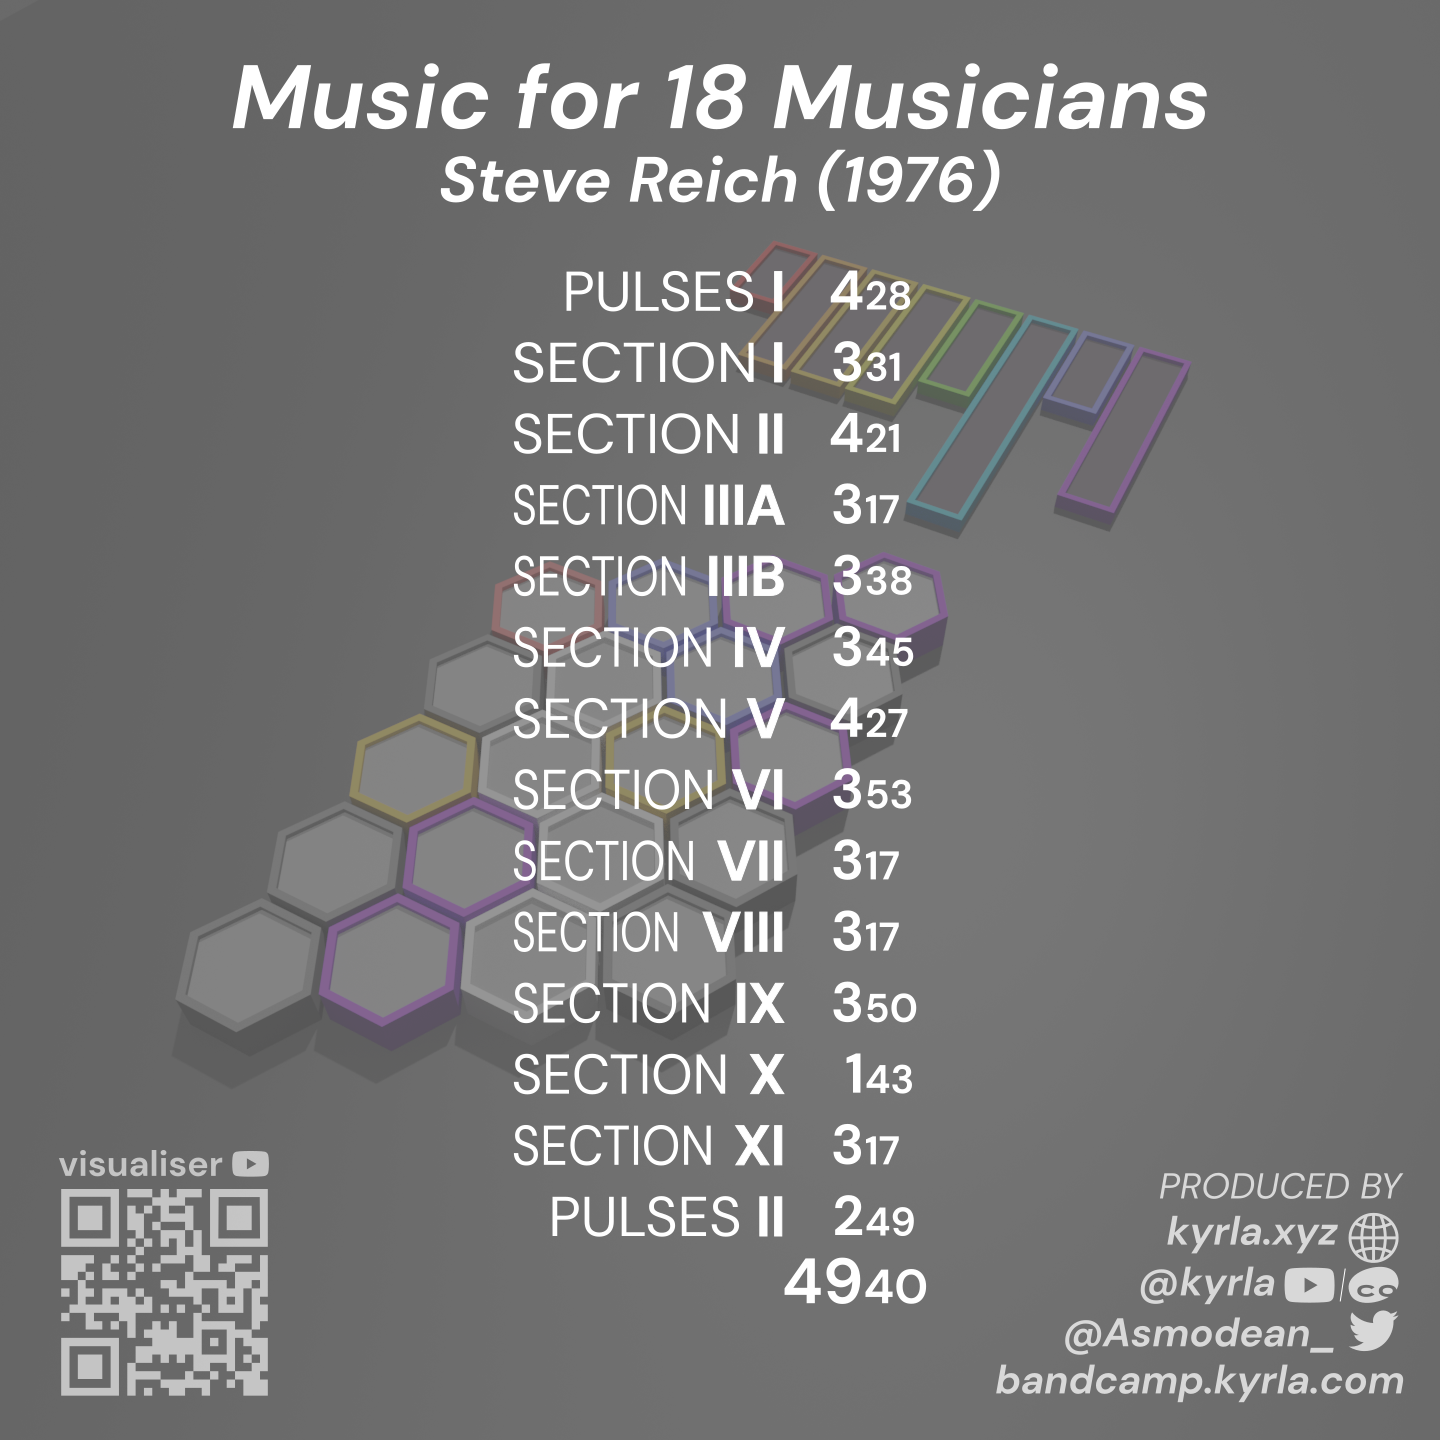 Music for 18 Musicians
Steve Reich (1976)
PULSES I 428
SECTION I 331
SECTION II 421
SECTION IIIA 317
SECTION IIIB 338
SECTION IV 345
SECTION V 427
SECTION VI 353
SECTION VII 317
SECTION VIII 317
SECTION IX 350
SECTION X 143
SECTION XI 317
PULSES II 249
4940
visualiser
PRODUCED BY
kyrla.xyz
@kyrla
@Asmodean_
bandcamp.kyrla.com